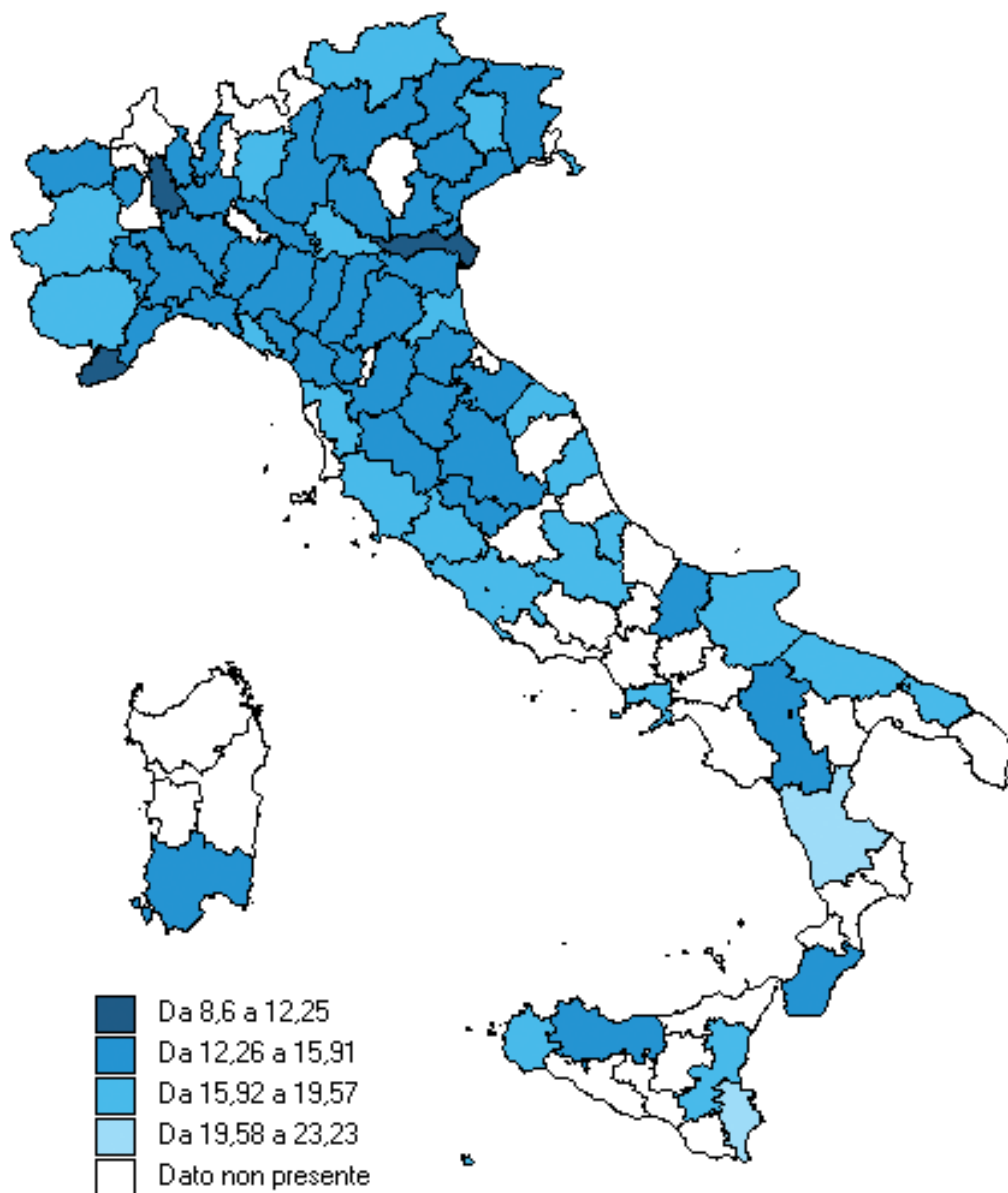 Da 8,6 a 12,25
Da 12,26 a 15,91
Da 15,92 a 19,57
Da 19,58 a 23,23
Dato non presente